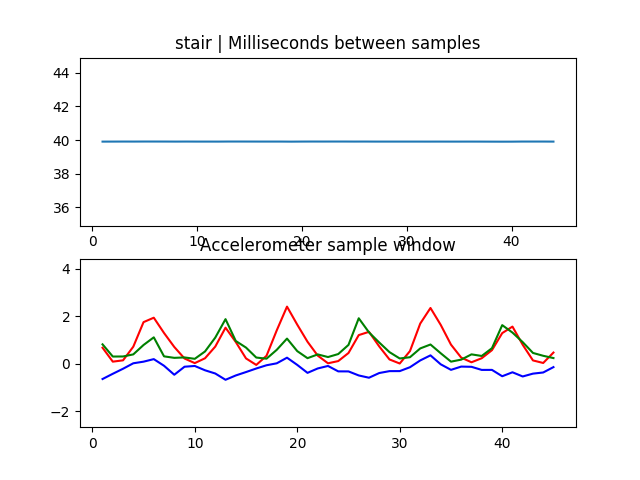 stair | Milliseconds between samples
44
42
40
38
36
0 10 20 30 40
Accelerometer sample window
4
2
0
−2
0 10 20 30 40